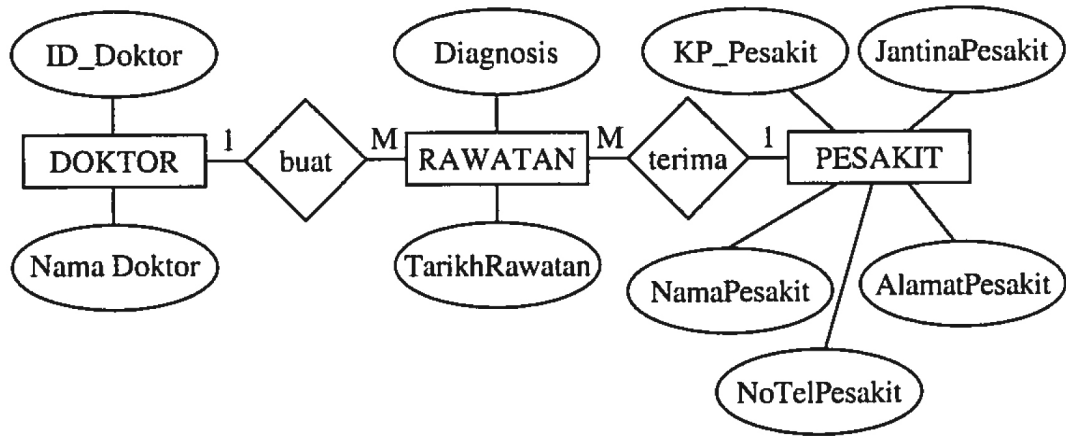 ID_Doktor
Diagnosis
KP_Pesakit
JantinaPesakit
DOKTOR
1
buat
M
RAWATAN
M
terima
1
PESAKIT
Nama Doktor
TarikhRawatan
NamaPesakit
AlamatPesakit
NoTelPesakit